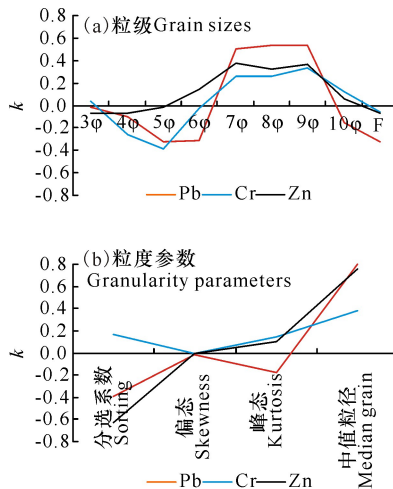 (a)粒级Grain sizes
0.8
0.6
0.4
0.2
0.0
-0.2
-0.4
-0.6
-0.8
k
3φ 4φ 5φ 6φ 7φ 8φ 9φ 10φ F
Pb Cr Zn
(b)粒度参数
Granularity parameters
0.8
0.4
0.2
0.0
-0.2
-0.4
-0.6
-0.8
k
分选系数
Sorting
偏态
Skewness
峰态
Kurtosis
中值粒径
Median grain
Pb Cr Zn